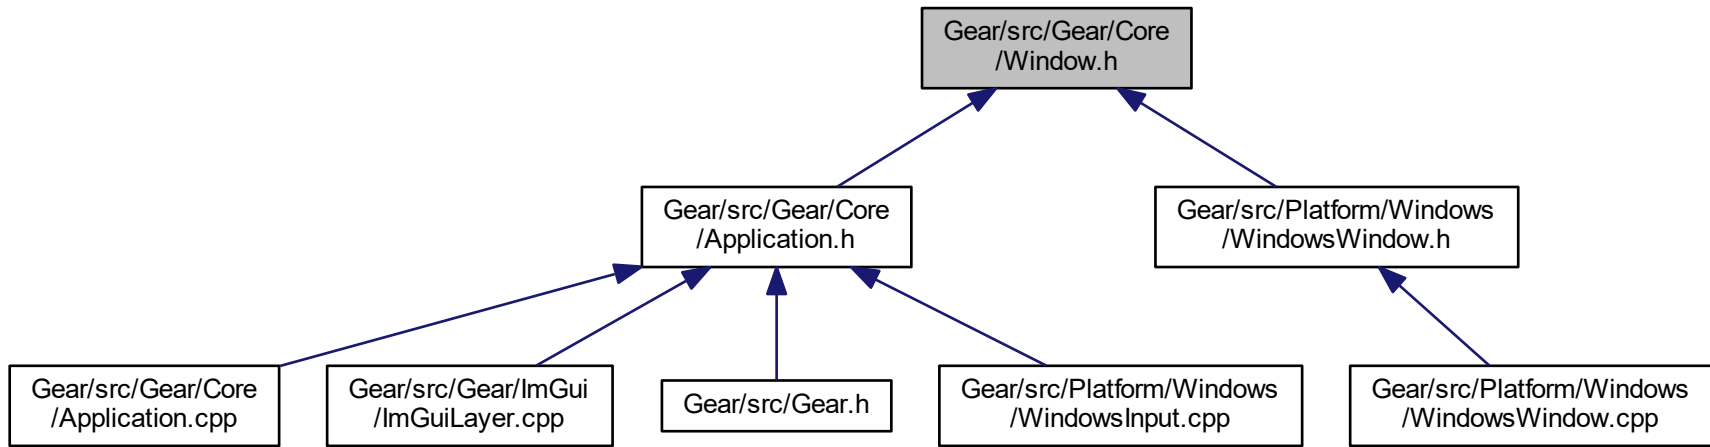 Gear/src/Gear/Core
/Window.h
Gear/src/Gear/Core
/Application.h
Gear/src/Platform/Windows
/WindowsWindow.h
Gear/src/Gear/Core
/Application.cpp
Gear/src/Gear/ImGui
/ImGuiLayer.cpp
Gear/src/Gear.h
Gear/src/Platform/Windows
/WindowsInput.cpp
Gear/src/Platform/Windows
/WindowsWindow.cpp